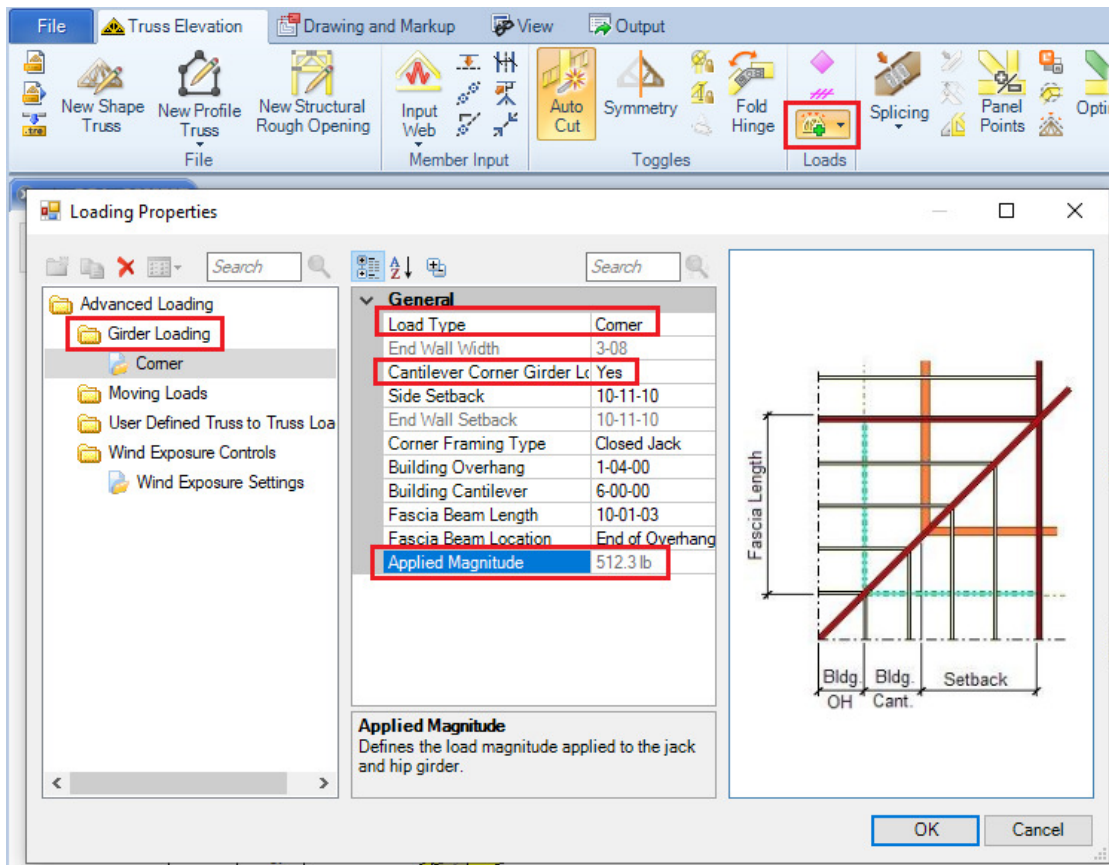 File
Truss Elevation
Drawing and Markup
View
Output
New Shape
Truss
New Profile
Truss
New Structural
Rough Opening
Input
Web
Auto
Cut
Symmetry
Fold
Hinge
Splicing
Panel
Points
Opti
File
Member Input
Toggles
Loads
Loading Properties
Search
Advanced Loading
Girder Loading
Corner
Moving Loads
User Defined Truss to Truss Loa
Wind Exposure Controls
Wind Exposure Settings
Search
General
Load Type Corner
End Wall Width 3-08
Cantilever Corner Girder Lo Yes
Side Setback 10-11-10
End Wall Setback 10-11-10
Corner Framing Type Closed Jack
Building Overhang 1-04-00
Building Cantilever 6-00-00
Fascia Beam Length 10-01-03
Fascia Beam Location End of Overhang
Applied Magnitude 512.3 lb
Applied Magnitude
Defines the load magnitude applied to the jack
and hip girder.
Fascia Length
Bldg. Bldg. Setback
OH Cant.
OK Cancel